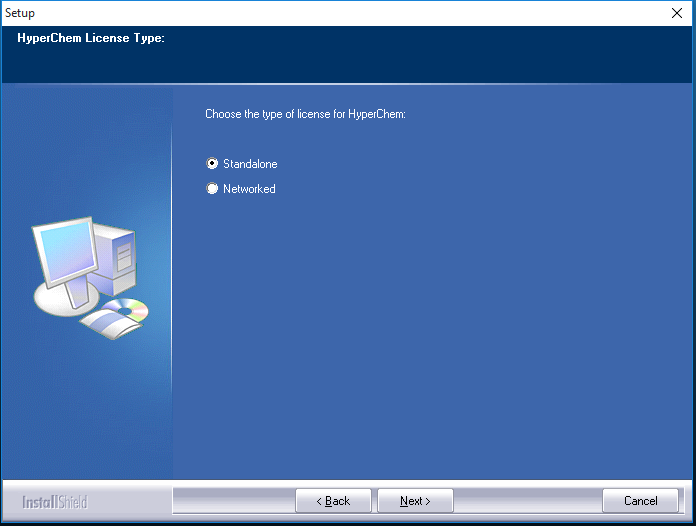 Setup
HyperChem License Type:
Choose the type of license for HyperChem:
Standalone
Networked
InstallShield
< Back Next > Cancel